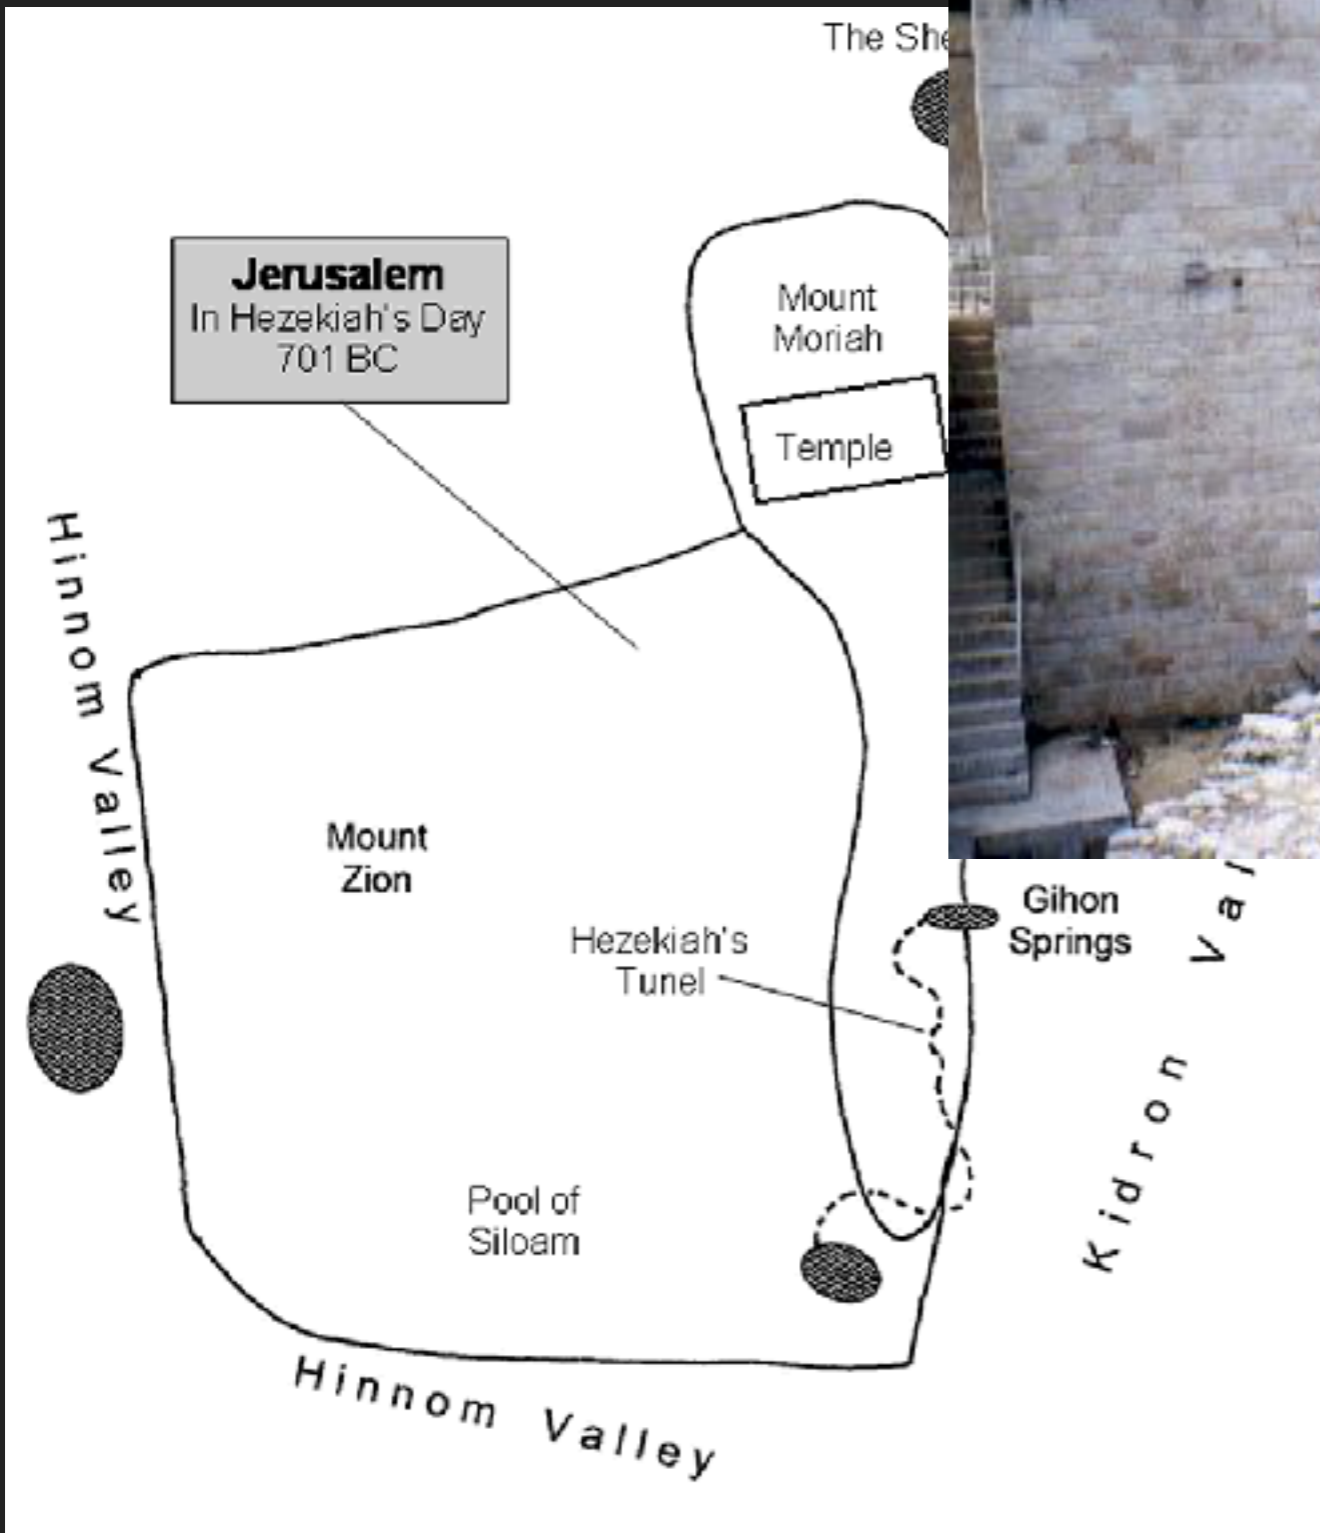 The She
Jerusalem
In Hezekiah's Day
701 BC
Mount
Moriah
Temple
Hinnom Valley
Mount
Zion
Gihon
Springs
Hezekiah's
Tunel
Kidron Val
Pool of
Siloam
Hinnom Valley